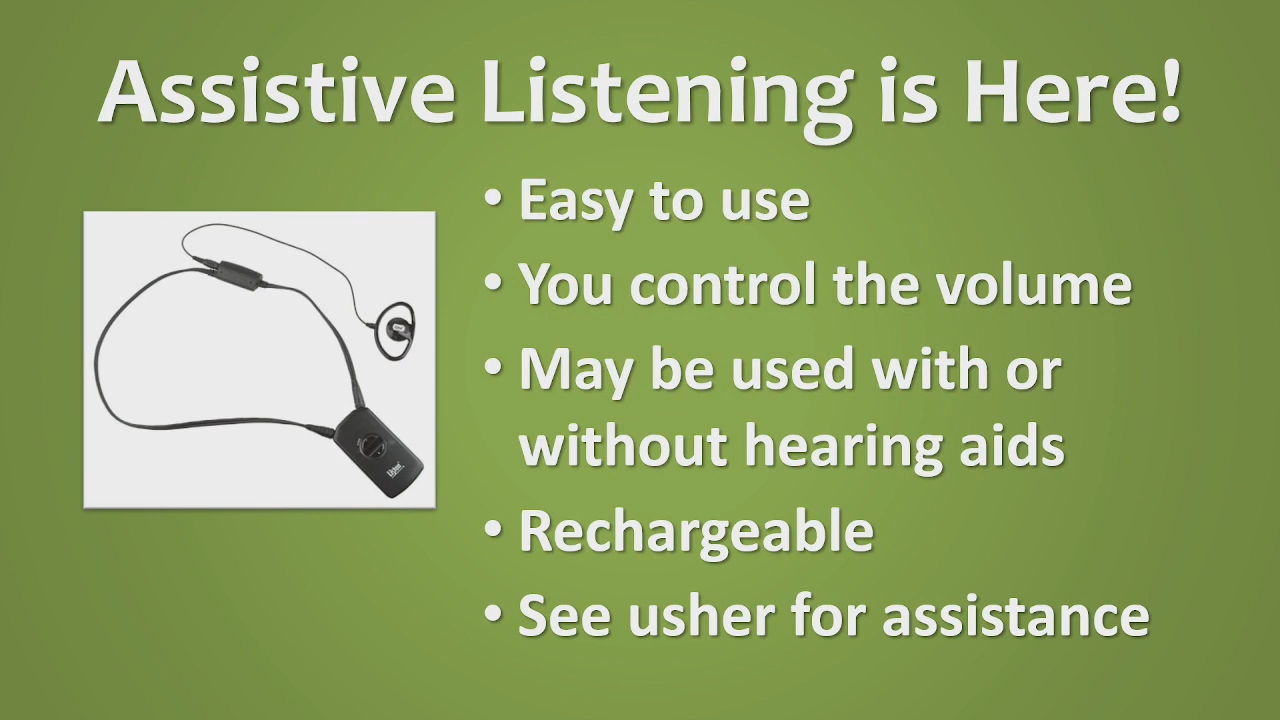 Assistive Listening is Here!
• Easy to use
• You control the volume
• May be used with or
without hearing aids
• Rechargeable
• See usher for assistance
Listen